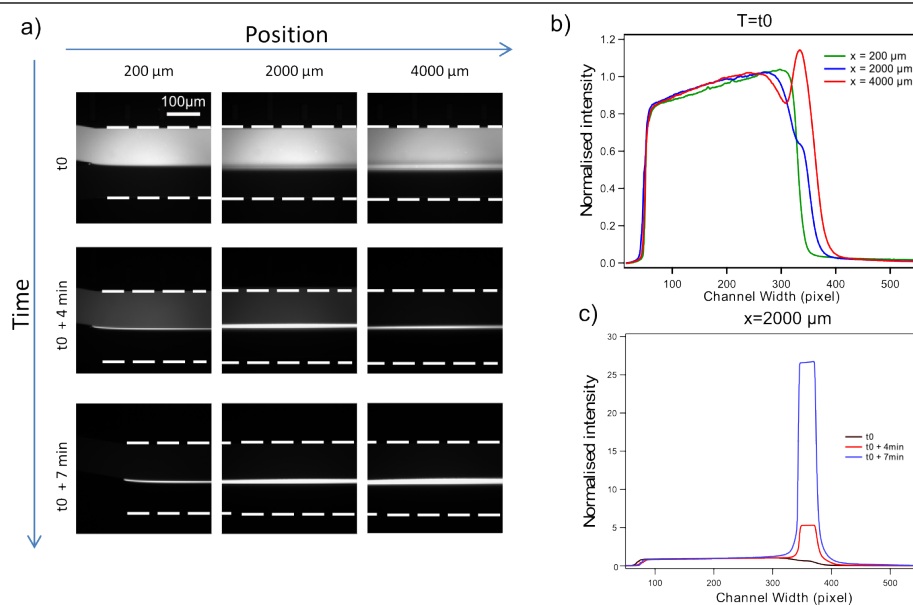 a)
Position
200 µm
2000 µm
4000 µm
100µm
Time
t0
t0 + 4 min
t0 + 7 min
b)
T=t0
Normalised intensity
1.2
1.0
0.8
0.6
0.4
0.2
0.0
x = 200 µm
x = 2000 µm
x = 4000 µm
100
200
300
400
500
Channel Width (pixel)
c)
x=2000 µm
Normalised intensity
30
25
20
15
10
5
0
t0
t0 + 4min
t0 + 7min
100
200
300
400
500
Channel Width (pixel)